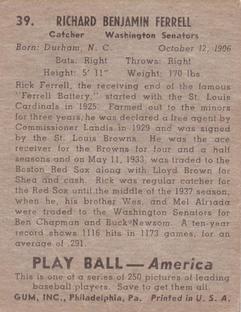 39. RICHARD BENJAMIN FERRELL
Catcher Washington Senators
Born: Durham, N. C. October 12, 1906
Bats: Right Throws: Right
Height: 5' 11" Weight: 170 lbs
Rick Ferrell, the receiving end of the famous
"Ferrell Battery," started with the St. Louis
Cardinals in 1925. Farmed out to the minors
for three years, he was declared a free agent by
Commissioner Landis in 1929 and was signed
by the St. Louis Browns. He was the ace
receiver for the Browns for four and a half
seasons and on May 11, 1933, was traded to the
Boston Red Sox along with Lloyd Brown for
Shea and cash. Rick was regular catcher for
the Red Sox until the middle of the 1937 season,
when he, his brother Wes, and Mel Almada
were traded to the Washington Senators for
Ben Chapman and Buck Newson. A ten-year
record shows 1116 hits in 1173 games, for an
average of .291.
PLAY BALL—America
This is one of a series of 250 pictures of leading
baseball players. Save to get them all.
GUM, INC., Philadelphia, Pa. Printed in U. S. A.